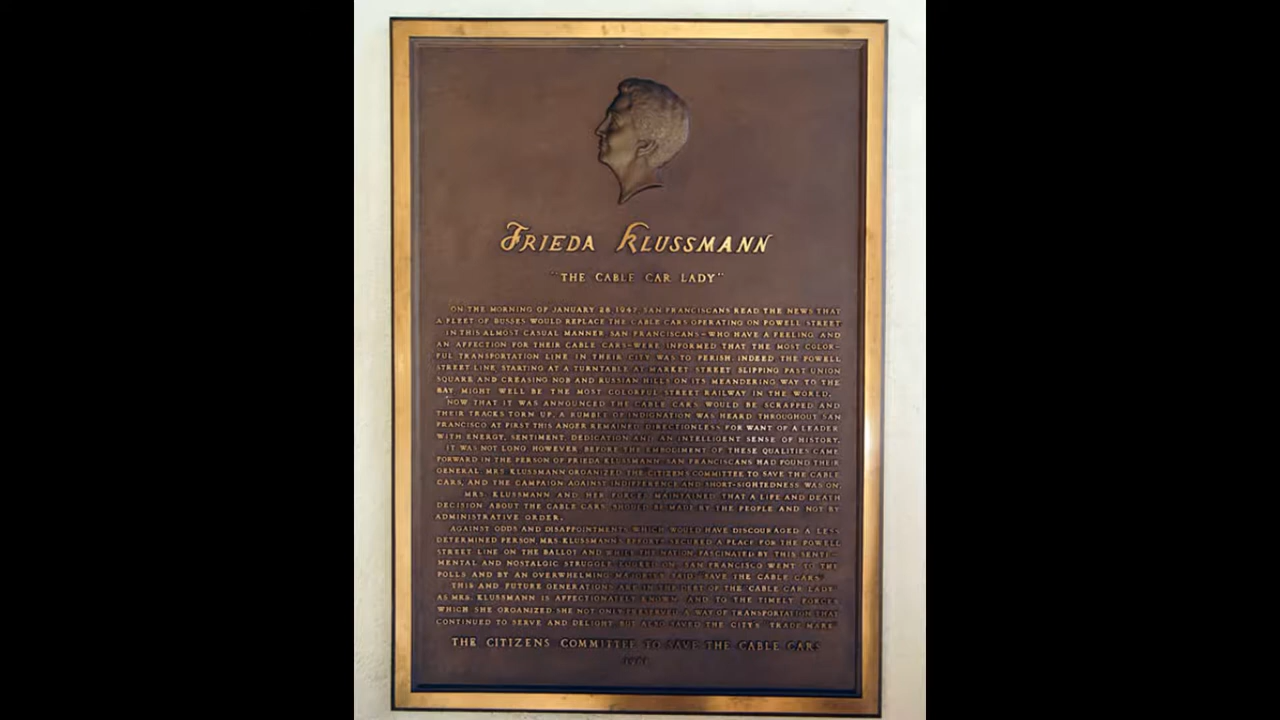 FRIEDA KLUSSMANN
"THE CABLE CAR LADY"
ON THE MORNING OF JANUARY 28, 1947, SAN FRANCISCANS READ THE NEWS THAT
A FLEET OF BUSSES WOULD REPLACE THE CABLE CARS OPERATING ON POWELL STREET
IN THIS ALMOST CASUAL MANNER SAN FRANCISCANS—WHO HAVE A FEELING AND
AN AFFECTION FOR THEIR CABLE CARS—WERE INFORMED THAT THE MOST COLOR-
FUL TRANSPORTATION LINE IN THEIR CITY WAS TO PERISH. INDEED THE POWELL
STREET LINE, STARTING AT A TURNTABLE AT MARKET STREET SLIPPING PAST UNION
SQUARE AND CREASING NOB AND RUSSIAN HILLS ON ITS MEANDERING WAY TO THE
BAY MIGHT WELL BE THE MOST COLORFUL STREET RAILWAY IN THE WORLD.
NOW THAT IT WAS ANNOUNCED THE CABLE CARS WOULD BE SCRAPPED AND
THEIR TRACKS TORN UP, A RUMBLE OF INDIGNATION WAS HEARD THROUGHOUT SAN
FRANCISCO AT FIRST THIS ANGER REMAINED DIRECTIONLESS FOR WANT OF A LEADER
WITH ENERGY, SENTIMENT, DEDICATION AND AN INTELLIGENT SENSE OF HISTORY.
IT WAS NOT LONG HOWEVER BEFORE THE EMBODIMENT OF THESE QUALITIES CAME
FORWARD IN THE PERSON OF FRIEDA KLUSSMANN. SAN FRANCISCANS HAD FOUND THEIR
GENERAL. MRS. KLUSSMANN ORGANIZED THE CITIZENS COMMITTEE TO SAVE THE CABLE
CARS, AND THE CAMPAIGN AGAINST INDIFFERENCE AND SHORT-SIGHTEDNESS WAS ON.
MRS. KLUSSMANN AND HER FORCES MAINTAINED THAT A LIFE AND DEATH
DECISION ABOUT THE CABLE CARS SHOULD BE MADE BY THE PEOPLE AND NOT BY
ADMINISTRATIVE ORDER.
AGAINST ODDS AND DISAPPOINTMENTS WHICH WOULD HAVE DISCOURAGED A LESS
DETERMINED PERSON, MRS. KLUSSMANN'S EFFORTS SECURED A PLACE FOR THE POWELL
STREET LINE ON THE BALLOT AND WHILE THE NATION, FASCINATED BY THIS SENTI-
MENTAL AND NOSTALGIC STRUGGLE LOOKED ON, SAN FRANCISCO WENT TO THE
POLLS AND BY AN OVERWHELMING MAJORITY SAID "SAVE THE CABLE CARS."
THIS AND FUTURE GENERATIONS ARE IN THE DEBT OF THE "CABLE CAR LADY"
AS MRS. KLUSSMANN IS AFFECTIONATELY KNOWN, AND TO THE TIMELY FORCES
WHICH SHE ORGANIZED. SHE NOT ONLY PRESERVED A WAY OF TRANSPORTATION THAT
CONTINUED TO SERVE AND DELIGHT, BUT ALSO SAVED THE CITY'S "TRADE MARK."
THE CITIZENS COMMITTEE TO SAVE THE CABLE CARS